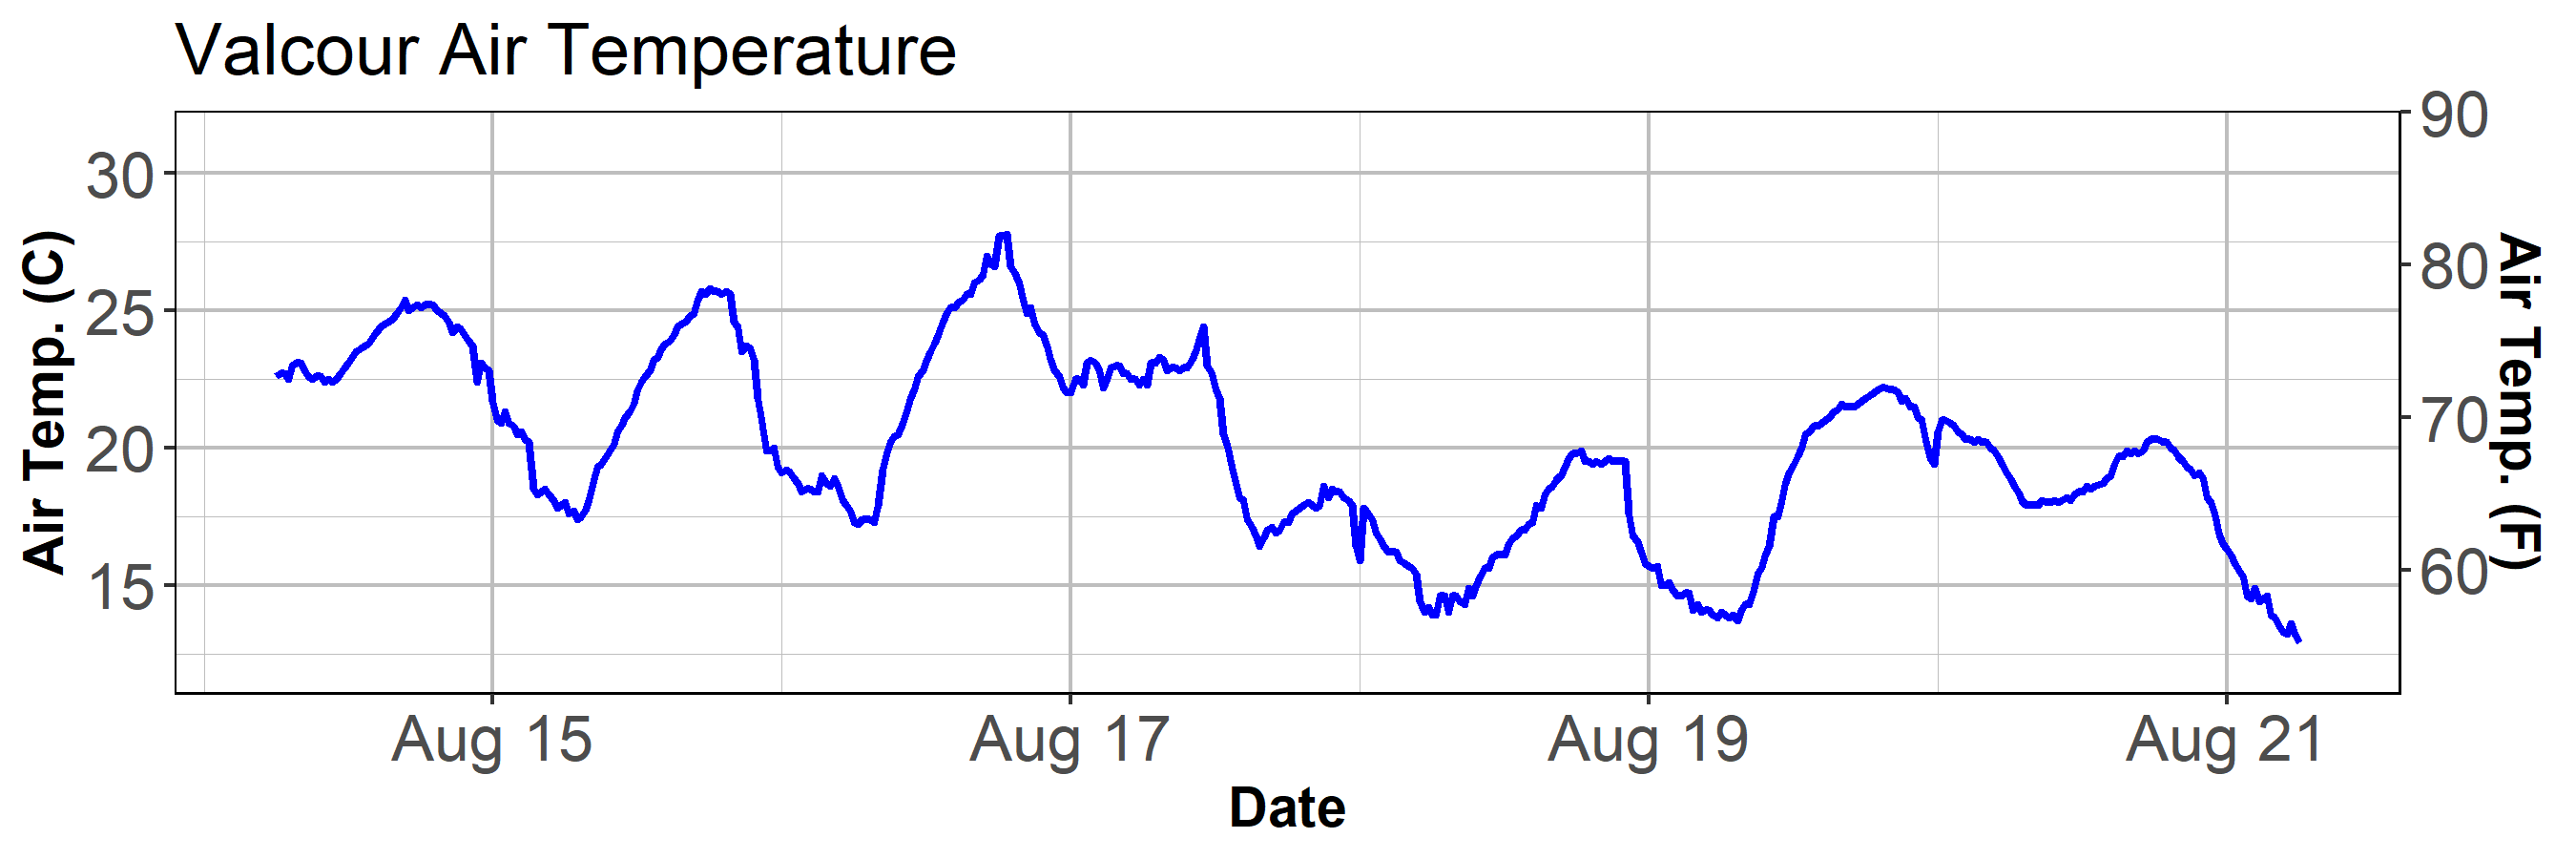 Valcour Air Temperature
90
30
80
25
Air Temp. (C)
Air Temp. (F)
70
20
60
15
Aug 15
Aug 17
Aug 19
Aug 21
Date